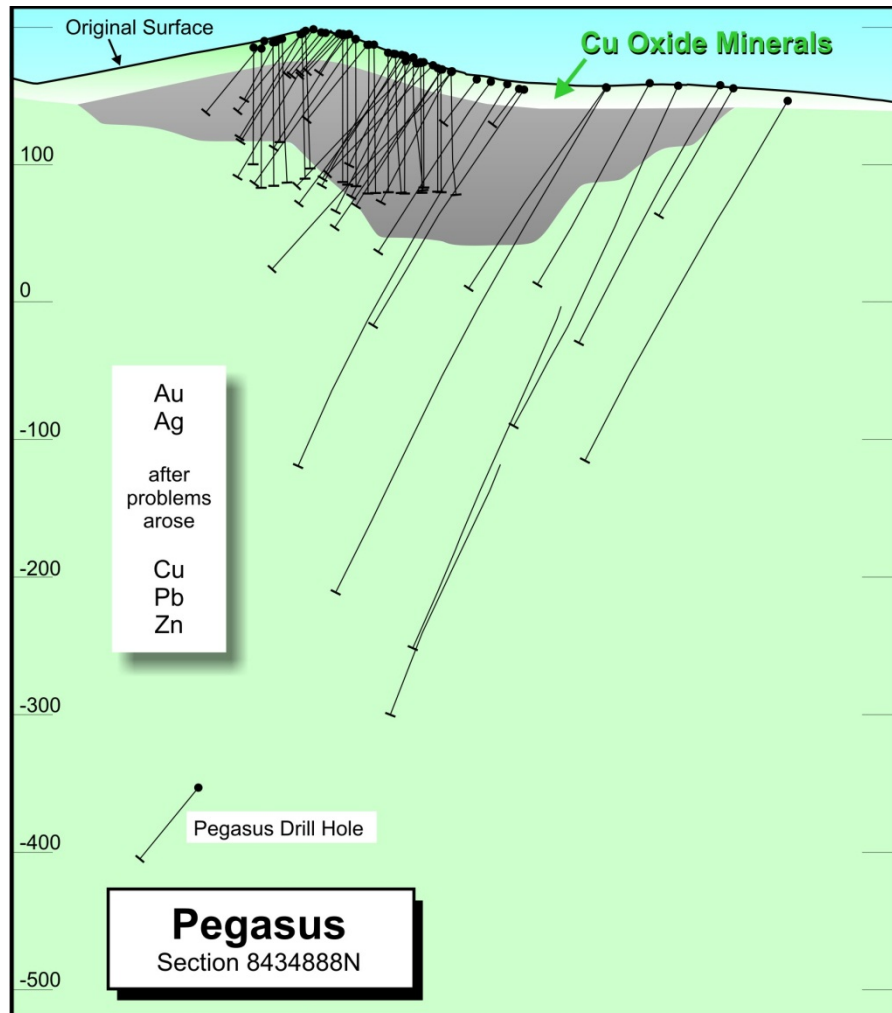 Original Surface
Cu Oxide Minerals
100
0
-100
Au
Ag
after
problems
arose
Cu
Pb
Zn
-200
-300
Pegasus Drill Hole
-400
Pegasus
Section 8434888N
-500